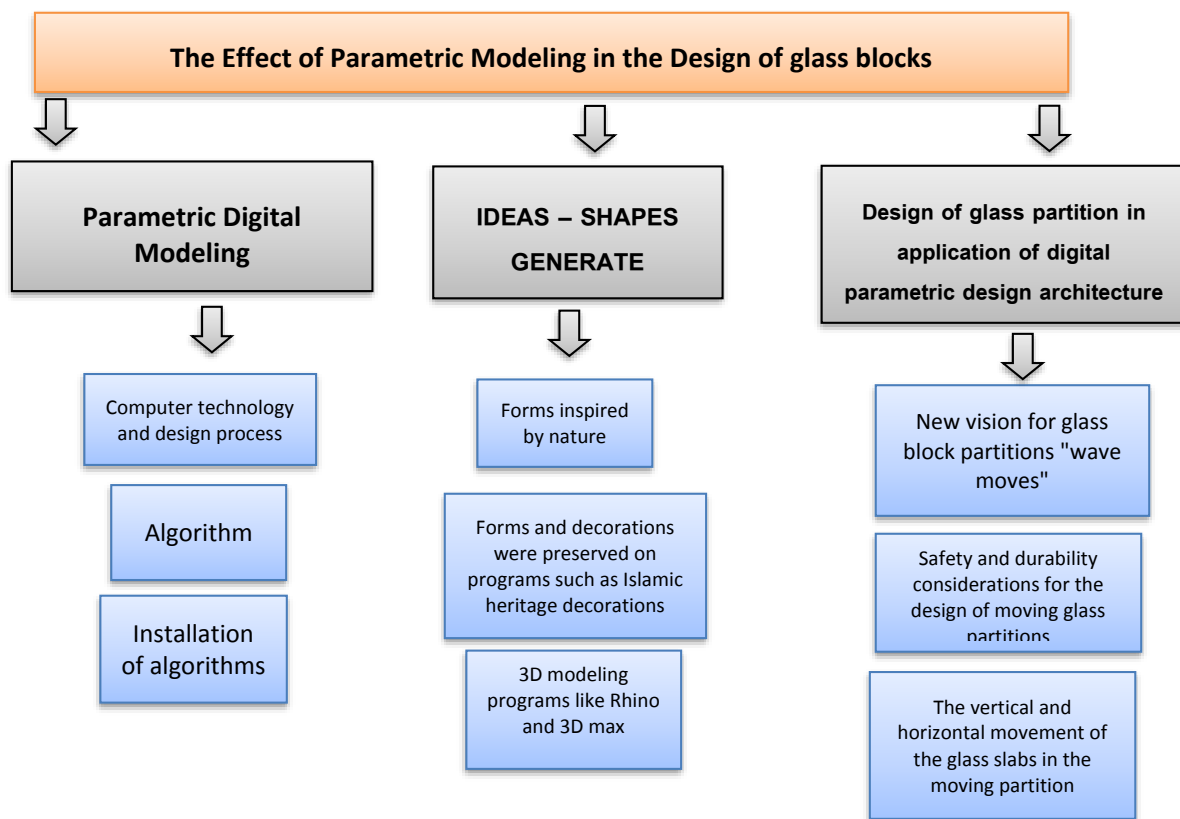 The Effect of Parametric Modeling in the Design of glass blocks
Parametric Digital
Modeling
Computer technology
and design process
Algorithm
Installation
of algorithms
IDEAS – SHAPES
GENERATE
Forms inspired
by nature
Forms and decorations
were preserved on
programs such as Islamic
heritage decorations
3D modeling
programs like Rhino
and 3D max
Design of glass partition in
application of digital
parametric design architecture
New vision for glass
block partitions "wave
moves"
Safety and durability
considerations for the
design of moving glass
partitions
The vertical and
horizontal movement of
the glass slabs in the
moving partition